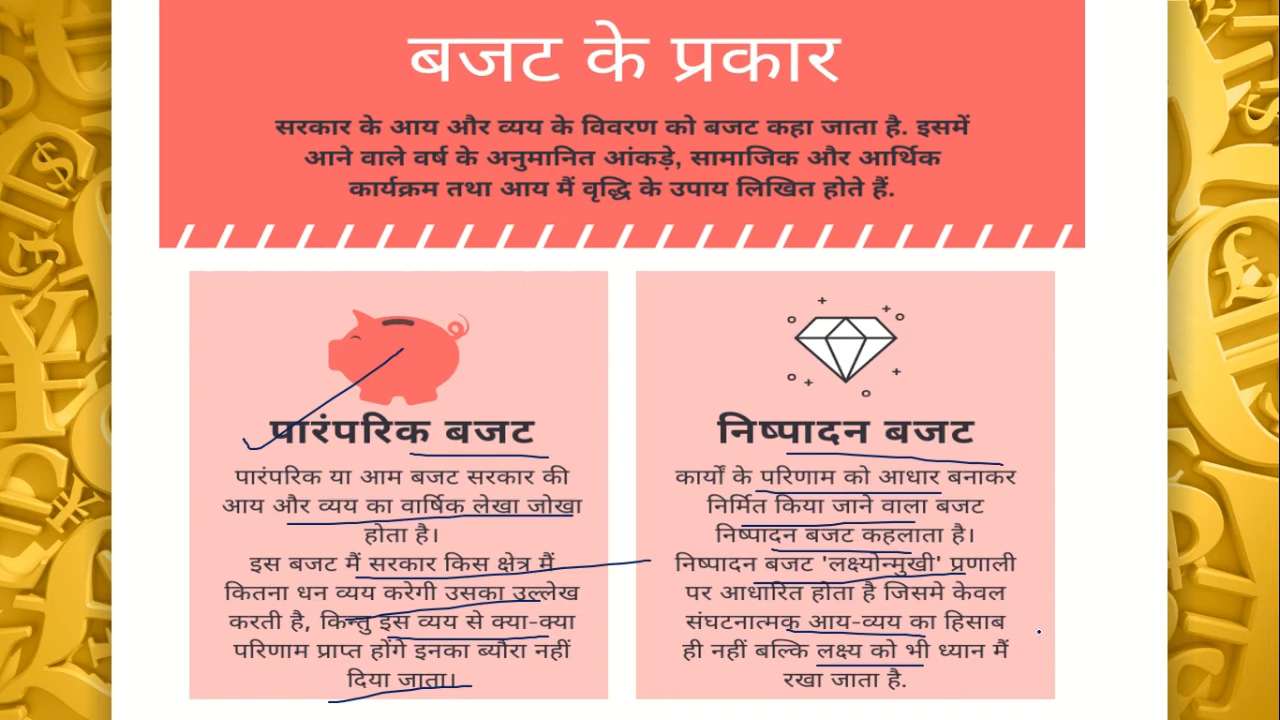 बजट के प्रकार
सरकार के आय और व्यय के विवरण को बजट कहा जाता है. इसमें
आने वाले वर्ष के अनुमानित आंकड़े, सामाजिक और आर्थिक
कार्यक्रम तथा आय मैं वृद्धि के उपाय लिखित होते हैं.
पारंपरिक बजट
पारंपरिक या आम बजट सरकार की
आय और व्यय का वार्षिक लेखा जोखा
होता है।
इस बजट मैं सरकार किस क्षेत्र मैं
कितना धन व्यय करेगी उसका उल्लेख
करती है, किन्तु इस व्यय से क्या-क्या
परिणाम प्राप्त होंगे इनका ब्यौरा नहीं
दिया जाता।
निष्पादन बजट
कार्यों के परिणाम को आधार बनाकर
निर्मित किया जाने वाला बजट
निष्पादन बजट कहलाता है।
निष्पादन बजट 'लक्ष्योन्मुखी' प्रणाली
पर आधारित होता है जिसमे केवल
संघटनात्मक आय-व्यय का हिसाब
ही नहीं बल्कि लक्ष्य को भी ध्यान मैं
रखा जाता है.